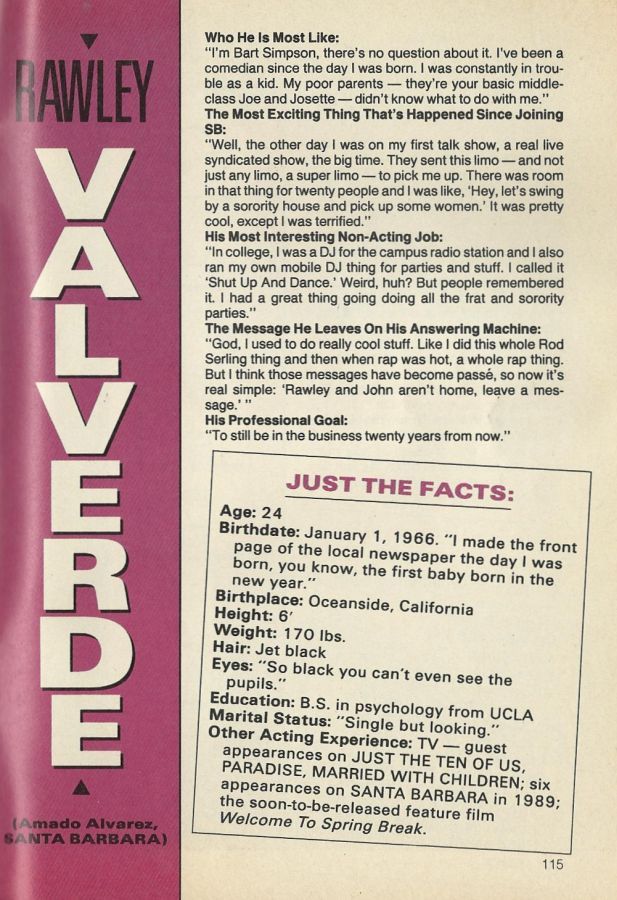 RAWLEY
VALVERDE
(Amado Alvarez,
SANTA BARBARA)
Who He Is Most Like:
“I'm Bart Simpson, there's no question about it. I've been a
comedian since the day I was born. I was constantly in trou-
ble as a kid. My poor parents — they're your basic middle-
class Joe and Josette — didn't know what to do with me.”
The Most Exciting Thing That's Happened Since Joining
SB:
“Well, the other day I was on my first talk show, a real live
syndicated show, the big time. They sent this limo — and not
just any limo, a super limo — to pick me up. There was room
in that thing for twenty people and I was like, ‘Hey, let's swing
by a sorority house and pick up some women.’ It was pretty
cool, except I was terrified.”
His Most Interesting Non-Acting Job:
“In college, I was a DJ for the campus radio station and I also
ran my own mobile DJ thing for parties and stuff. I called it
‘Shut Up And Dance.’ Weird, huh? But people remembered
it. I had a great thing going doing all the frat and sorority
parties.”
The Message He Leaves On His Answering Machine:
“God, I used to do really cool stuff. Like I did this whole Rod
Serling thing and then when rap was hot, a whole rap thing.
But I think those messages have become passé, so now it's
real simple: ‘Rawley and John aren't home, leave a mes-
sage.’ ”
His Professional Goal:
“To still be in the business twenty years from now.”
JUST THE FACTS:
Age: 24
Birthdate: January 1, 1966. “I made the front
page of the local newspaper the day I was
born, you know, the first baby born in the
new year.”
Birthplace: Oceanside, California
Height: 6′
Weight: 170 lbs.
Hair: Jet black
Eyes: “So black you can't even see the
pupils.”
Education: B.S. in psychology from UCLA
Marital Status: “Single but looking.”
Other Acting Experience: TV — guest
appearances on JUST THE TEN OF US,
PARADISE, MARRIED WITH CHILDREN; six
appearances on SANTA BARBARA in 1989;
the soon-to-be-released feature film
Welcome To Spring Break.
115